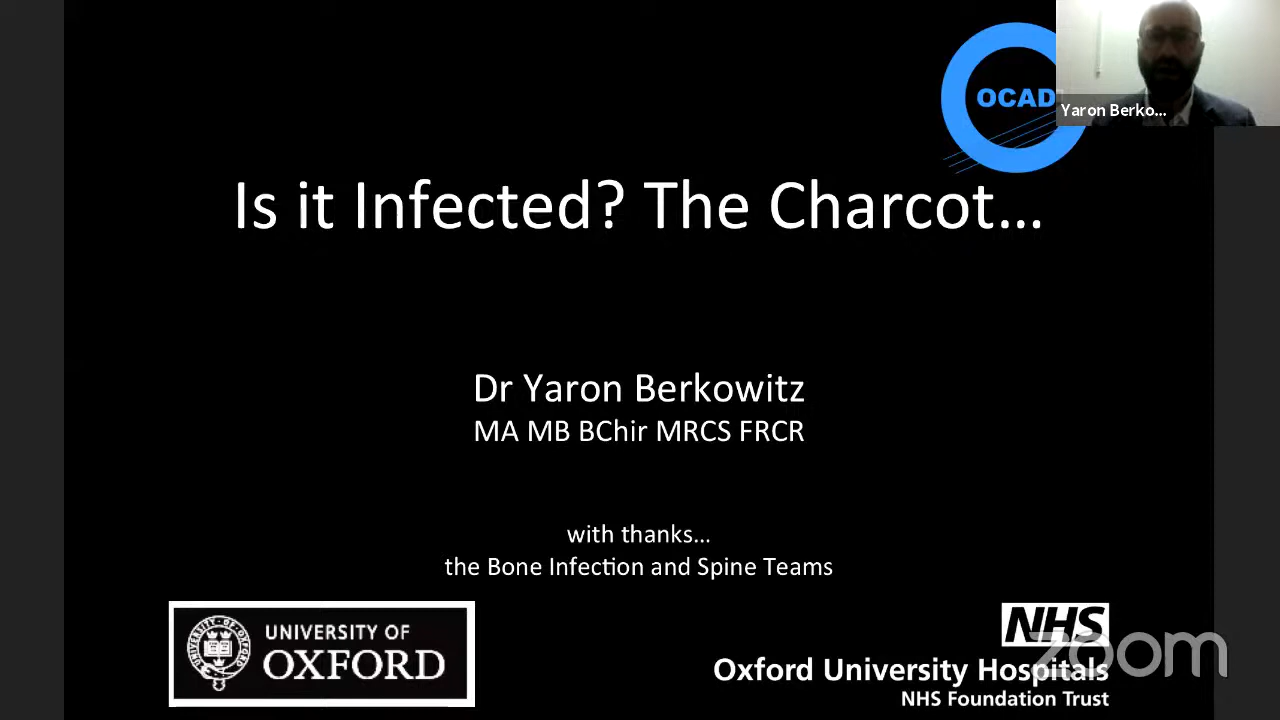 OCAD
Yaron Berko...
Is it Infected? The Charcot...
Dr Yaron Berkowitz
MA MB BChir MRCS FRCR
with thanks...
the Bone Infection and Spine Teams
UNIVERSITY OF
OXFORD
NHS
Oxford University Hospitals
NHS Foundation Trust
zoom